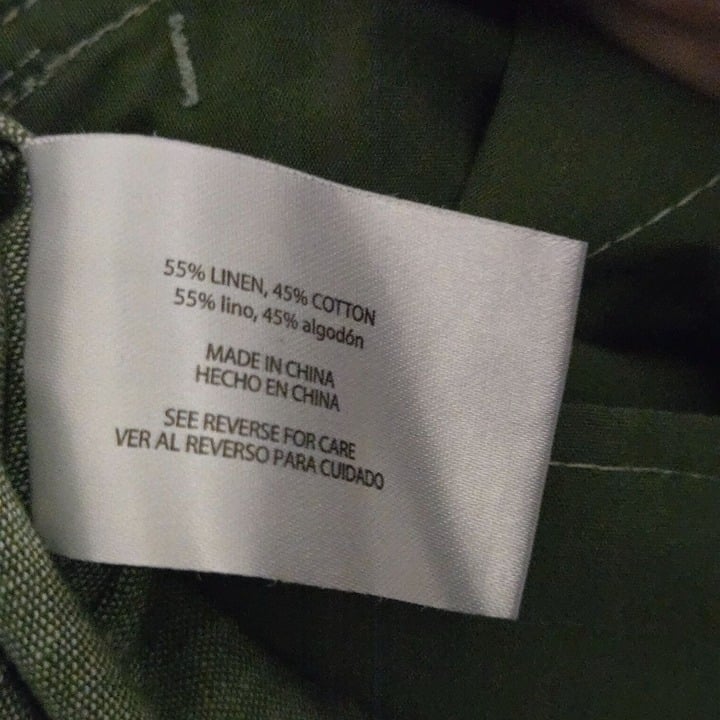 55% LINEN, 45% COTTON
55% lino, 45% algodón
MADE IN CHINA
HECHO EN CHINA
SEE REVERSE FOR CARE
VER AL REVERSO PARA CUIDADO